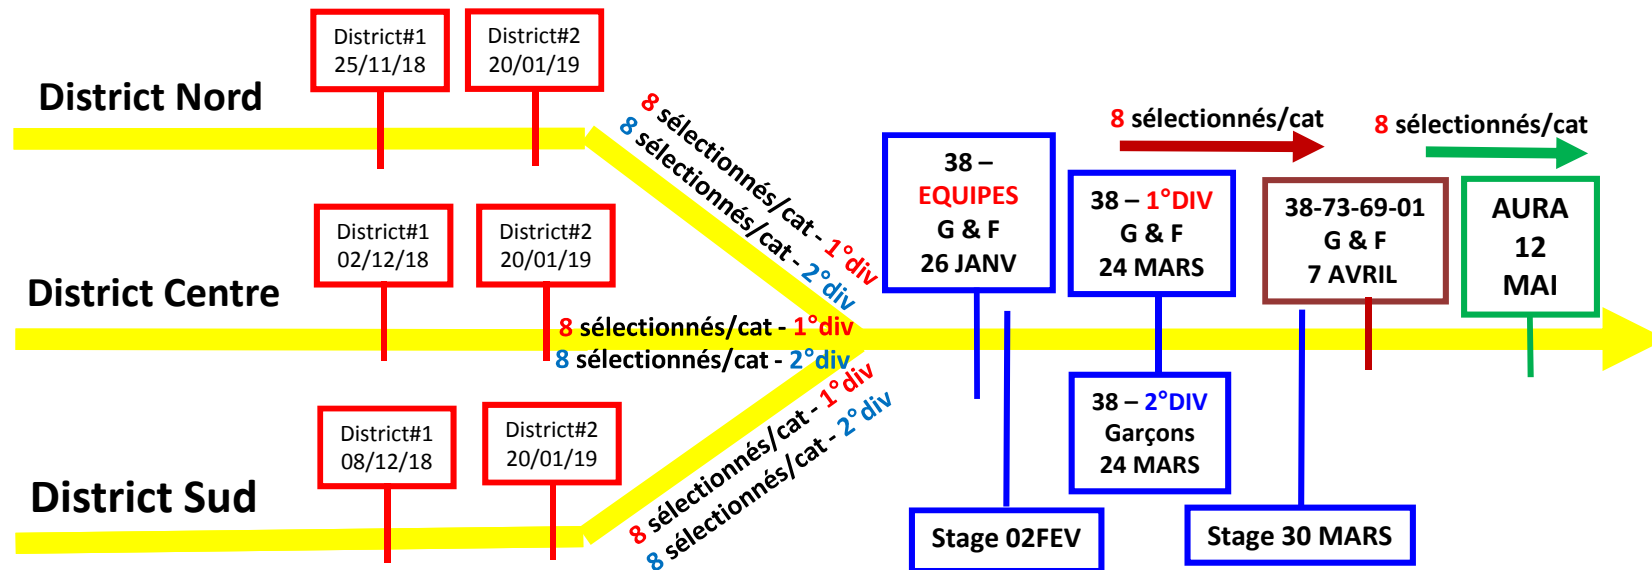 District Nord
District#1
25/11/18
District#2
20/01/19
8 sélectionnés/cat - 1°div
8 sélectionnés/cat - 2°div
District Centre
District#1
02/12/18
District#2
20/01/19
8 sélectionnés/cat - 1°div
8 sélectionnés/cat - 2°div
District Sud
District#1
08/12/18
District#2
20/01/19
8 sélectionnés/cat - 1°div
8 sélectionnés/cat - 2°div
38 –
EQUIPES
G & F
26 JANV
Stage 02FEV
38 – 1°DIV
G & F
24 MARS
38 – 2°DIV
Garçons
24 MARS
8 sélectionnés/cat
Stage 30 MARS
38-73-69-01
G & F
7 AVRIL
8 sélectionnés/cat
AURA
12
MAI